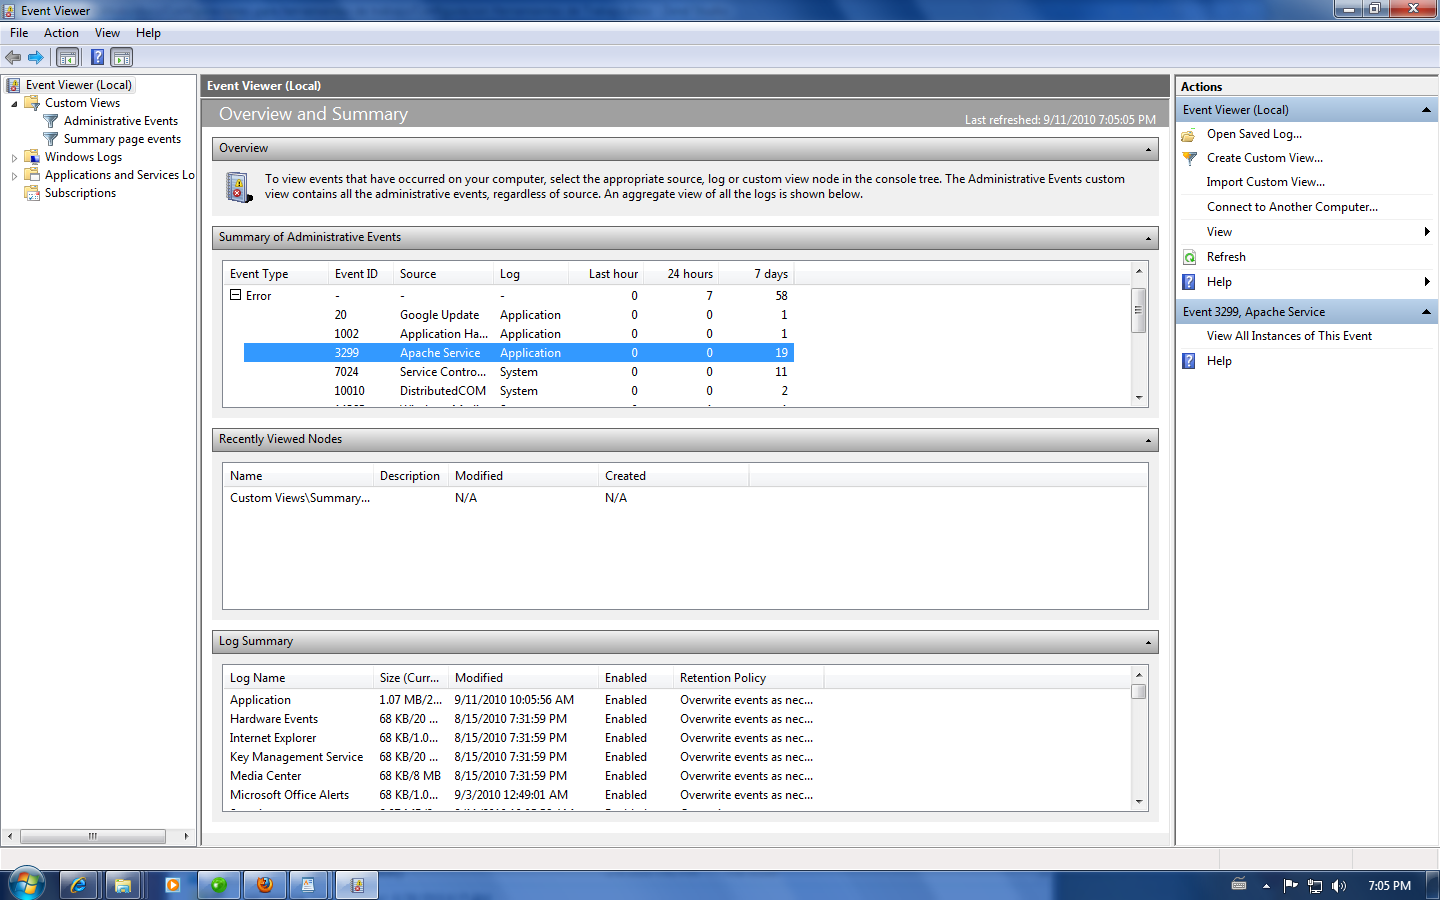 Event Viewer
File Action View Help
Event Viewer (Local)
Custom Views
Administrative Events
Summary page events
Windows Logs
Applications and Services Lo
Subscriptions
Event Viewer (Local)
Overview and Summary
Last refreshed: 9/11/2010 7:05:05 PM
Overview
To view events that have occurred on your computer, select the appropriate source, log or custom view node in the console tree. The Administrative Events custom
view contains all the administrative events, regardless of source. An aggregate view of all the logs is shown below.
Summary of Administrative Events
Event Type Event ID Source Log Last hour 24 hours 7 days
Error - - - 0 7 58
20 Google Update Application 0 0 1
1002 Application Ha... Application 0 0 1
3299 Apache Service Application 0 0 19
7024 Service Contro... System 0 0 11
10010 DistributedCOM System 0 0 2
Recently Viewed Nodes
Name Description Modified Created
Custom Views\Summary... N/A N/A
Log Summary
Log Name Size (Curr... Modified Enabled Retention Policy
Application 1.07 MB/2... 9/11/2010 10:05:56 AM Enabled Overwrite events as nec...
Hardware Events 68 KB/20 ... 8/15/2010 7:31:59 PM Enabled Overwrite events as nec...
Internet Explorer 68 KB/1.0... 8/15/2010 7:31:59 PM Enabled Overwrite events as nec...
Key Management Service 68 KB/20 ... 8/15/2010 7:31:59 PM Enabled Overwrite events as nec...
Media Center 68 KB/8 MB 8/15/2010 7:31:59 PM Enabled Overwrite events as nec...
Microsoft Office Alerts 68 KB/1.0... 9/3/2010 12:49:01 AM Enabled Overwrite events as nec...
Actions
Event Viewer (Local)
Open Saved Log...
Create Custom View...
Import Custom View...
Connect to Another Computer...
View
Refresh
Help
Event 3299, Apache Service
View All Instances of This Event
Help
7:05 PM